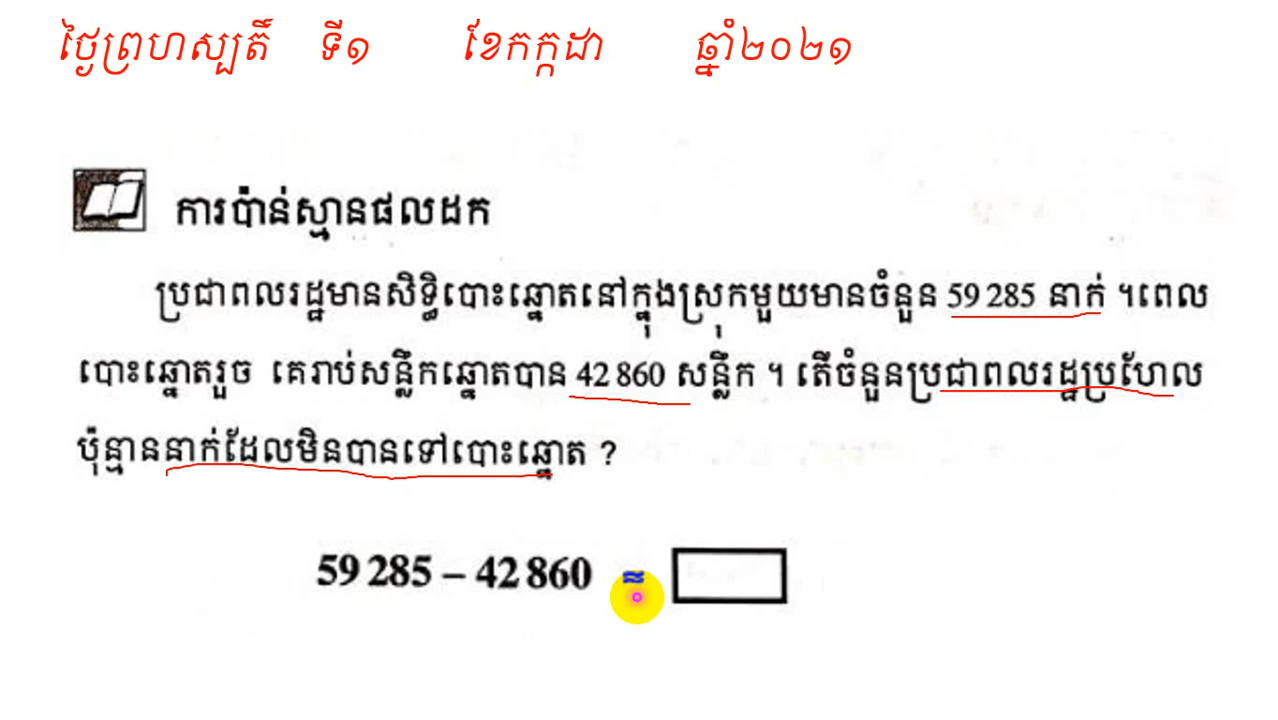 ថ្ងៃព្រហស្បតិ៍ ទី១ ខែកក្កដា ឆ្នាំ២០២១
ការប៉ាន់ស្មានផលដក
ប្រជាពលរដ្ឋមានសិទ្ធិបោះឆ្នោតនៅក្នុងស្រុកមួយមានចំនួន 59 285 នាក់ ។ពេល
បោះឆ្នោតរួច គេរាប់សន្លឹកឆ្នោតបាន 42 860 សន្លឹក ។ តើចំនួនប្រជាពលរដ្ឋប្រហែល
ប៉ុន្មាននាក់ដែលមិនបានទៅបោះឆ្នោត ?
59 285 – 42 860 ≈